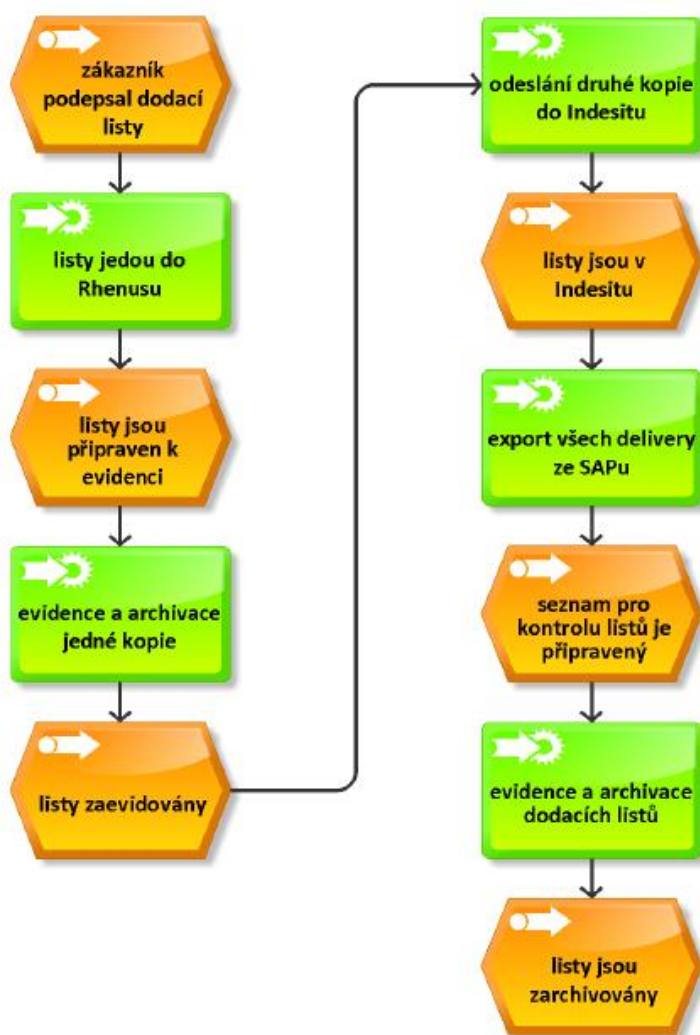 zákazník
podepsal dodací
listy
listy jedou do
Rhenusu
listy jsou
připraven k
evidenci
evidence a archivace
jedné kopie
listy zaevidovány
odeslání druhé kopie
do Indesitu
listy jsou v
Indesitu
export všech delivery
ze SAPu
seznam pro
kontrolu listů je
připravený
evidence a archivace
dodacích listů
listy jsou
zarchivovány